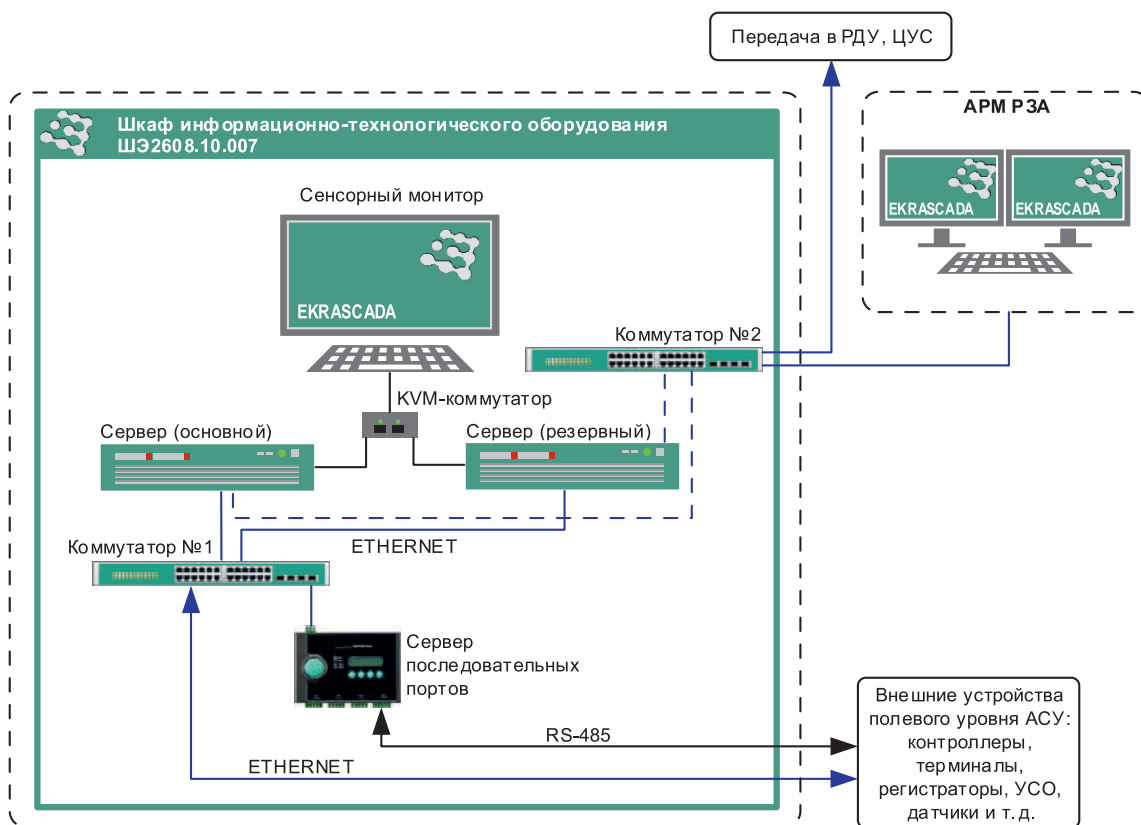 Передача в РДУ, ЦУС
АРМ РЗА
EKRASCADA
EKRASCADA
Шкаф информационно-технологического оборудования
ШЭ2608.10.007
Сенсорный монитор
EKRASCADA
Коммутатор №2
KVM-коммутатор
Сервер (основной)
Сервер (резервный)
ETHERNET
Коммутатор №1
Сервер
последовательных
портов
RS-485
ETHERNET
Внешние устройства
полевого уровня АСУ:
контроллеры,
терминалы,
регистраторы, УСО,
датчики и т.д.